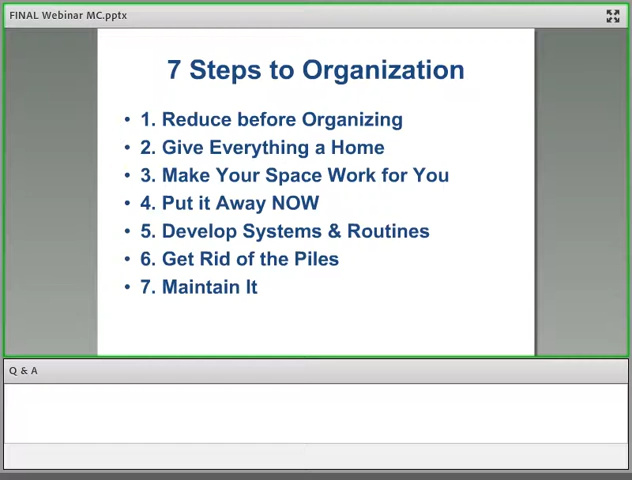 FINAL Webinar MC.pptx
7 Steps to Organization
• 1. Reduce before Organizing
• 2. Give Everything a Home
• 3. Make Your Space Work for You
• 4. Put it Away NOW
• 5. Develop Systems & Routines
• 6. Get Rid of the Piles
• 7. Maintain It
Q & A